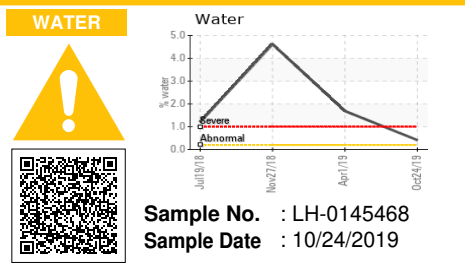 WATER
Water
5.0
4.0
3.0
2.0
1.0
0.0
% water
Severe
Abnormal
Jul19/18
Nov27/18
Apr1/19
Oct24/19
Sample No. : LH-0145468
Sample Date : 10/24/2019